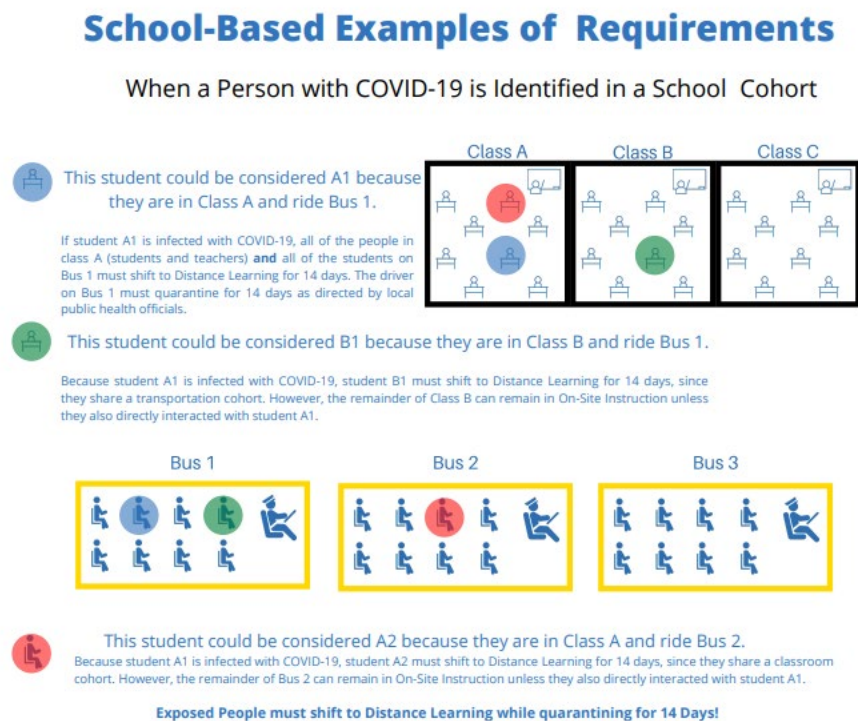 School-Based Examples of Requirements
When a Person with COVID-19 is Identified in a School Cohort
Class A
Class B
Class C
This student could be considered A1 because
they are in Class A and ride Bus 1.
If student A1 is infected with COVID-19, all of the people in
class A (students and teachers) and all of the students on
Bus 1 must shift to Distance Learning for 14 days. The driver
on Bus 1 must quarantine for 14 days as directed by local
public health officials.
This student could be considered B1 because they are in Class B and ride Bus 1.
Because student A1 is infected with COVID-19, student B1 must shift to Distance Learning for 14 days, since
they share a transportation cohort. However, the remainder of Class B can remain in On-Site Instruction unless
they also directly interacted with student A1.
Bus 1
Bus 2
Bus 3
This student could be considered A2 because they are in Class A and ride Bus 2.
Because student A1 is infected with COVID-19, student A2 must shift to Distance Learning for 14 days, since they share a classroom
cohort. However, the remainder of Bus 2 can remain in On-Site Instruction unless they also directly interacted with student A1.
Exposed People must shift to Distance Learning while quarantining for 14 Days!